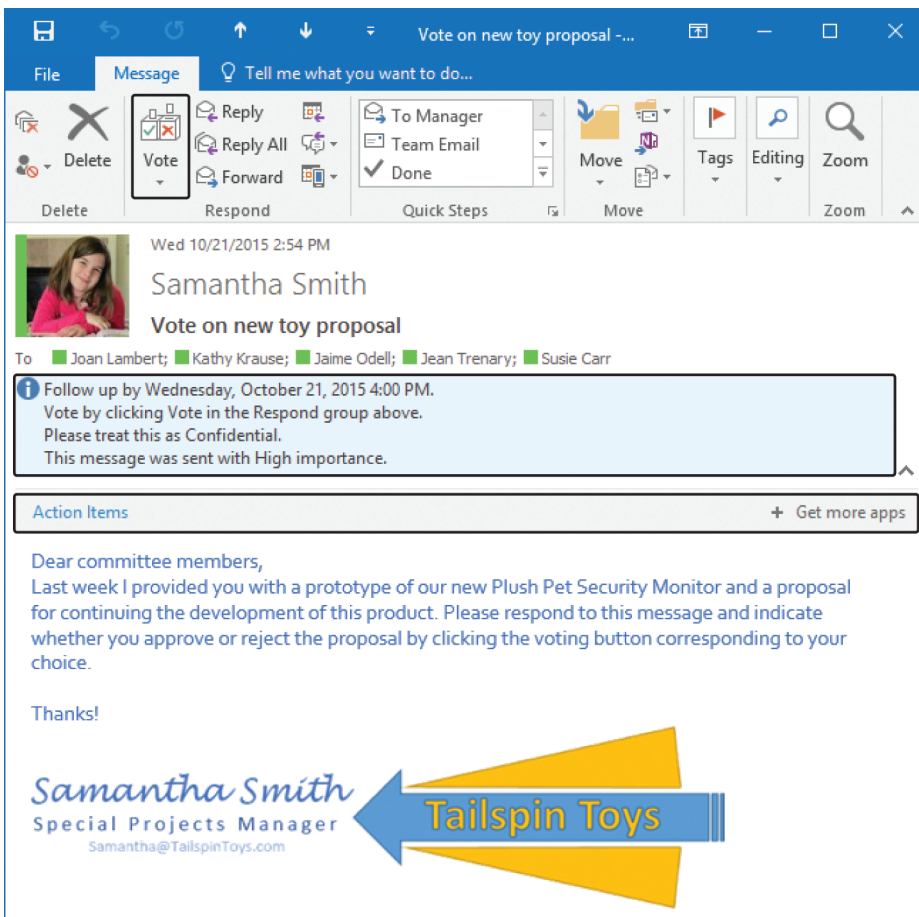 Vote on new toy proposal -...
File Message Tell me what you want to do...
Delete
Vote
Reply
Reply All
Forward
To Manager
Team Email
Done
Move
Tags
Editing
Zoom
Delete Respond Quick Steps Move Zoom
Wed 10/21/2015 2:54 PM
Samantha Smith
Vote on new toy proposal
To Joan Lambert; Kathy Krause; Jaime Odell; Jean Trenary; Susie Carr
Follow up by Wednesday, October 21, 2015 4:00 PM.
Vote by clicking Vote in the Respond group above.
Please treat this as Confidential.
This message was sent with High importance.
Action Items + Get more apps
Dear committee members,
Last week I provided you with a prototype of our new Plush Pet Security Monitor and a proposal
for continuing the development of this product. Please respond to this message and indicate
whether you approve or reject the proposal by clicking the voting button corresponding to your
choice.
Thanks!
Samantha Smith
Special Projects Manager
Samantha@TailspinToys.com
Tailspin Toys